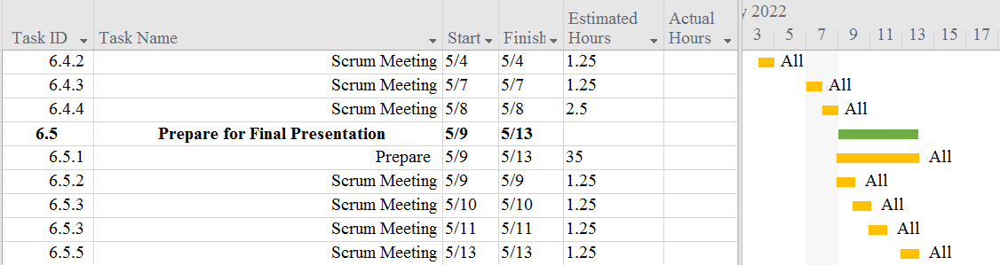 Task ID Task Name Start Finish Estimated Hours Actual Hours y 2022
3 5 7 9 11 13 15 17
6.4.2 Scrum Meeting 5/4 5/4 1.25 All
6.4.3 Scrum Meeting 5/7 5/7 1.25 All
6.4.4 Scrum Meeting 5/8 5/8 2.5 All
6.5 Prepare for Final Presentation 5/9 5/13
6.5.1 Prepare 5/9 5/13 35 All
6.5.2 Scrum Meeting 5/9 5/9 1.25 All
6.5.3 Scrum Meeting 5/10 5/10 1.25 All
6.5.3 Scrum Meeting 5/11 5/11 1.25 All
6.5.5 Scrum Meeting 5/13 5/13 1.25 All